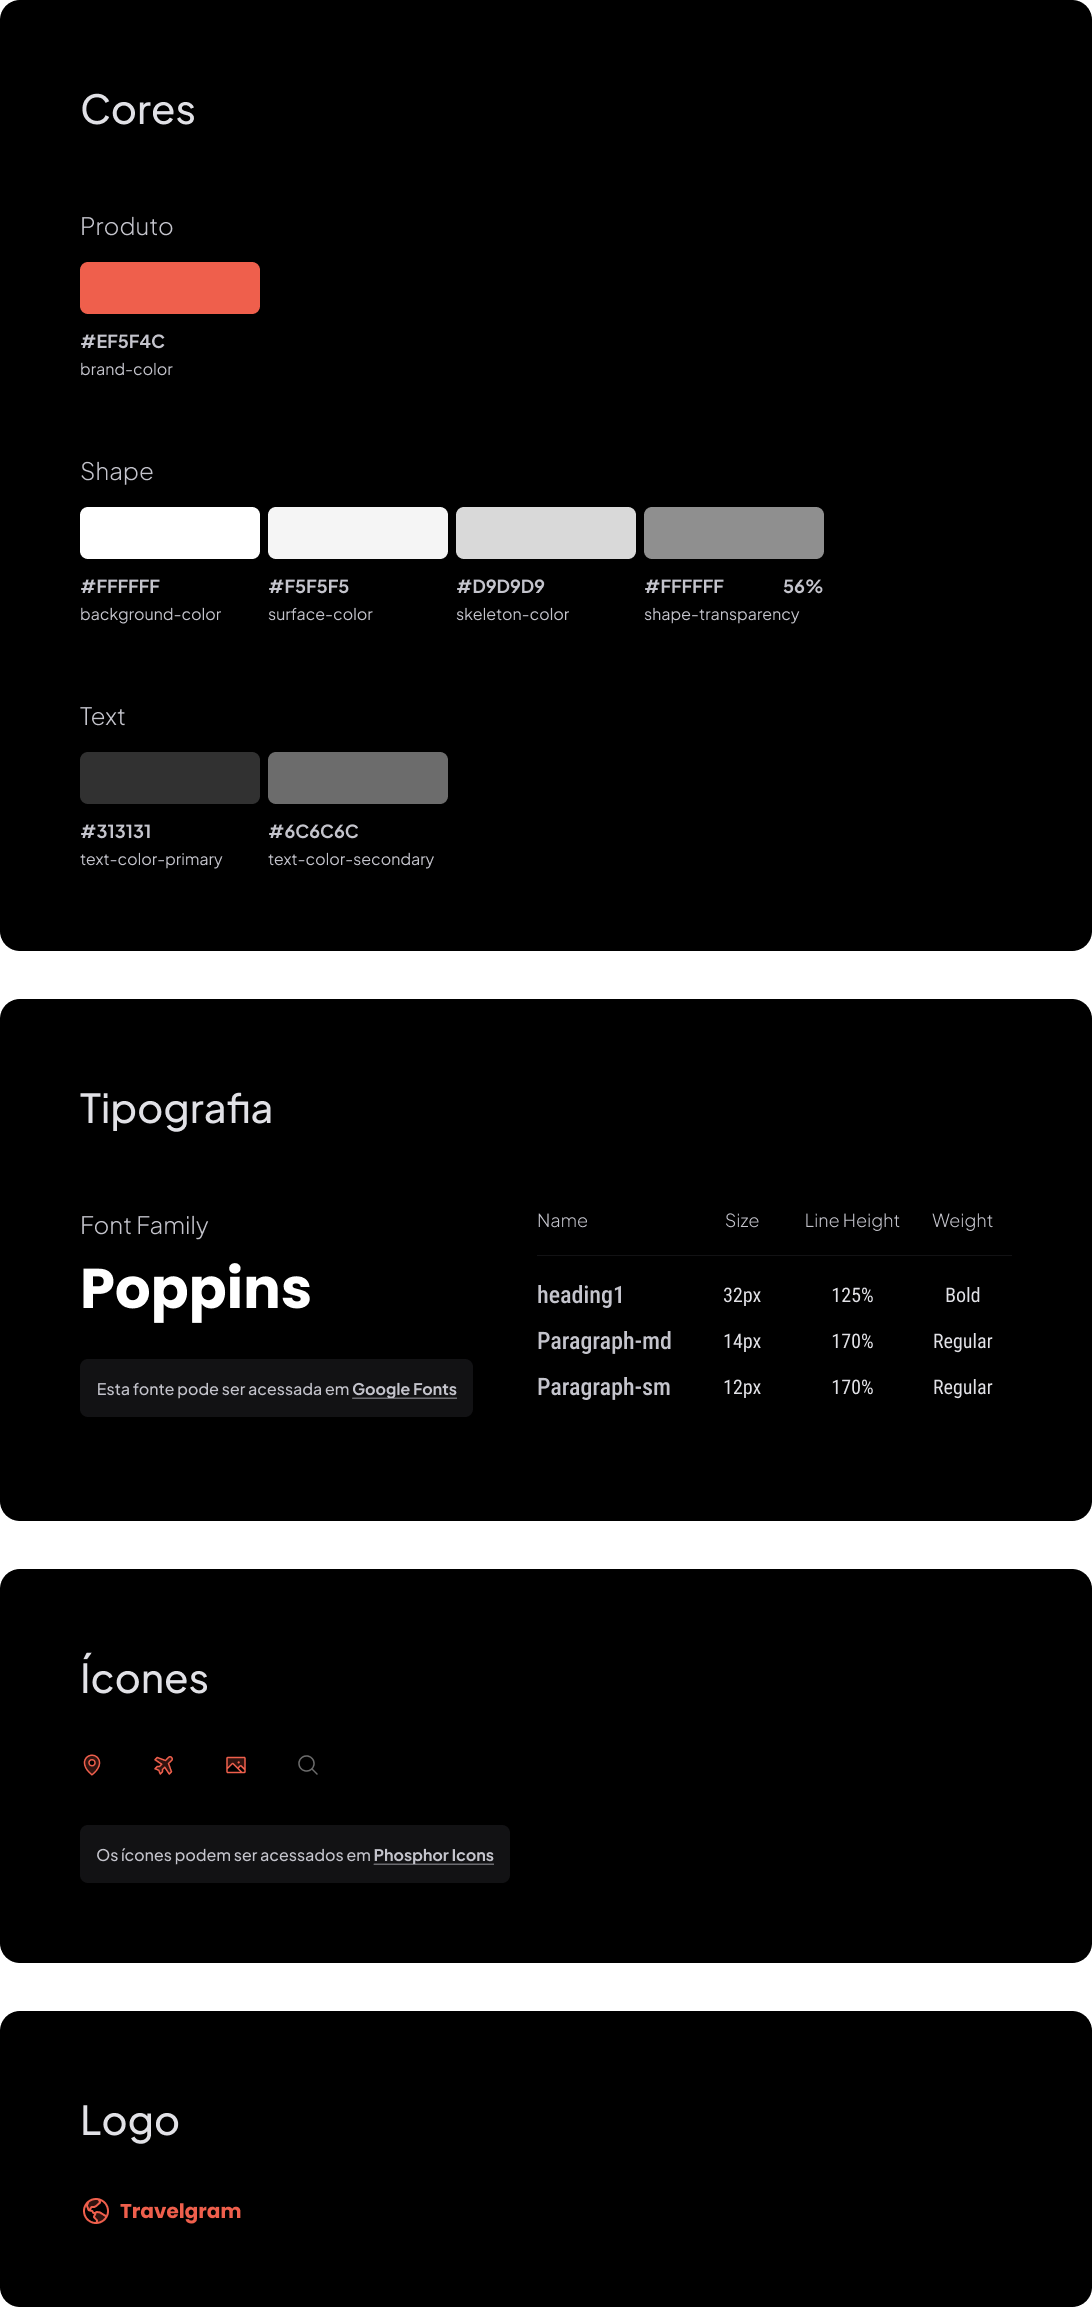 Cores
Produto
#EF5F4C
brand-color
Shape
#FFFFFF #F5F5F5 #D9D9D9 #FFFFFF 56%
background-color surface-color skeleton-color shape-transparency
Text
#313131 #6C6C6C
text-color-primary text-color-secondary
Tipografia
Font Family
Poppins
Esta fonte pode ser acessada em Google Fonts
Name Size Line Height Weight
heading1 32px 125% Bold
Paragraph-md 14px 170% Regular
Paragraph-sm 12px 170% Regular
Ícones
Os ícones podem ser acessados em Phosphor Icons
Logo
Travelgram